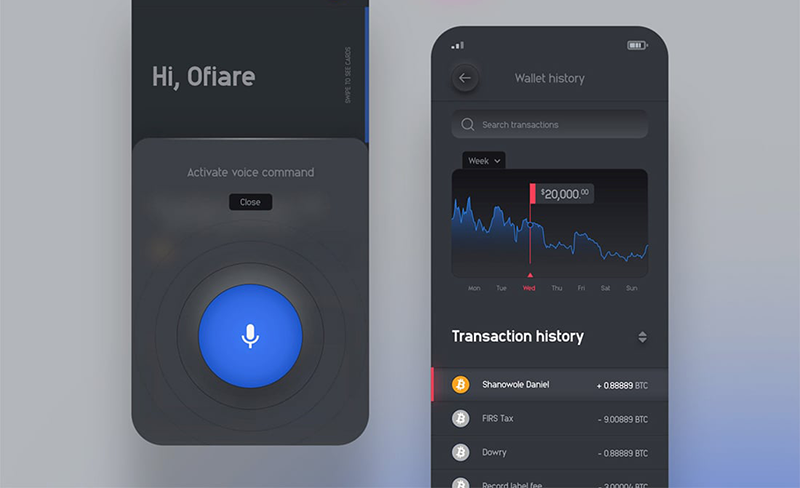 Hi, Ofiare
SWIPE TO SEE CARDS
Activate voice command
Close
Wallet history
Search transactions
Week
$20,000.00
Mon Tue Wed Thu Fri Sat Sun
Transaction history
Shanowole Daniel + 0.88889 BTC
FIRS Tax - 9.00889 BTC
Dowry - 0.88889 BTC
Record label fee - 3.00004 BTC